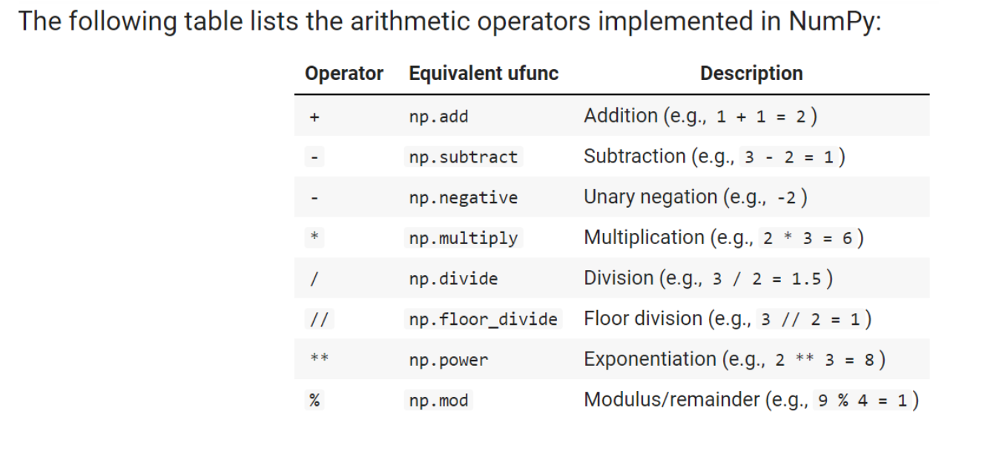 The following table lists the arithmetic operators implemented in NumPy:
Operator Equivalent ufunc Description
+ np.add Addition (e.g., 1 + 1 = 2)
- np.subtract Subtraction (e.g., 3 - 2 = 1)
- np.negative Unary negation (e.g., -2)
* np.multiply Multiplication (e.g., 2 * 3 = 6)
/ np.divide Division (e.g., 3 / 2 = 1.5)
// np.floor_divide Floor division (e.g., 3 // 2 = 1)
** np.power Exponentiation (e.g., 2 ** 3 = 8)
% np.mod Modulus/remainder (e.g., 9 % 4 = 1)